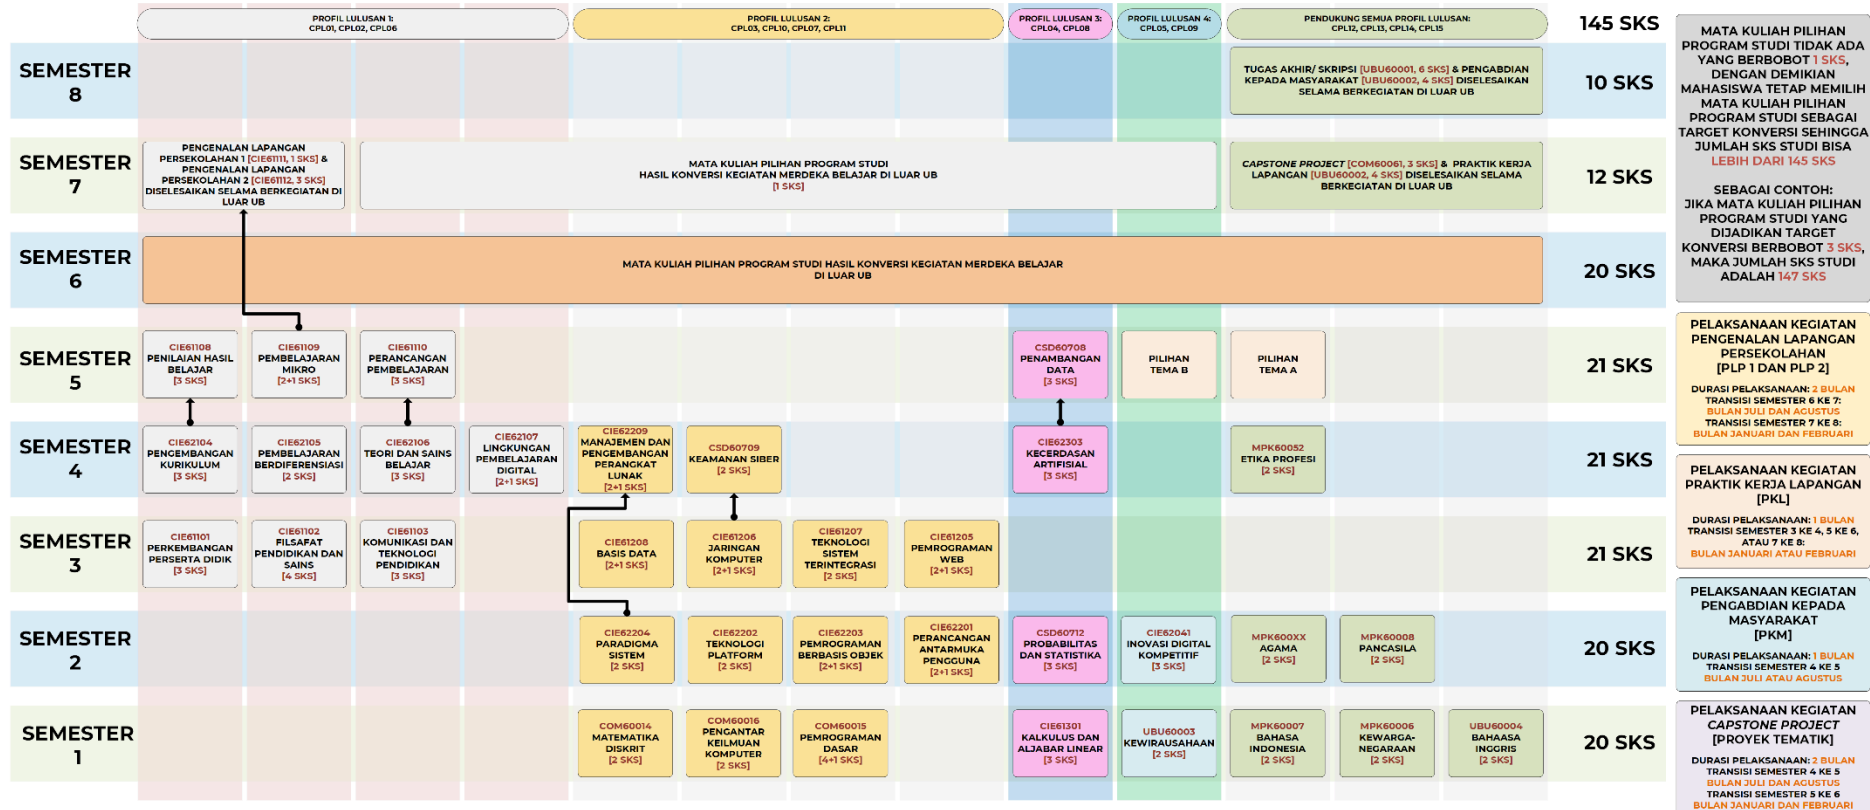 PROFIL LULUSAN 1:
CPL01, CPL02, CPL06
PROFIL LULUSAN 2:
CPL03, CPL10, CPL07, CPL11
PROFIL LULUSAN 3:
CPL04, CPL08
PROFIL LULUSAN 4:
CPL05, CPL09
PENDUKUNG SEMUA PROFIL LULUSAN:
CPL12, CPL13, CPL14, CPL15
145 SKS
SEMESTER
8
TUGAS AKHIR/ SKRIPSI [UBU60001, 6 SKS] & PENGABDIAN
KEPADA MASYARAKAT [UBU60002, 4 SKS] DISELESAIKAN
SELAMA BERKEGIATAN DI LUAR UB
10 SKS
SEMESTER
7
PENGENALAN LAPANGAN
PERSEKOLAHAN 1 [CIE61111, 1 SKS] &
PENGENALAN LAPANGAN
PERSEKOLAHAN 2 [CIE61112, 3 SKS]
DISELESAIKAN SELAMA BERKEGIATAN DI
LUAR UB
MATA KULIAH PILIHAN PROGRAM STUDI
HASIL KONVERSI KEGIATAN MERDEKA BELAJAR DI LUAR UB
[1 SKS]
CAPSTONE PROJECT [COM60061, 3 SKS] & PRAKTIK KERJA
LAPANGAN [UBU60002, 4 SKS] DISELESAIKAN SELAMA
BERKEGIATAN DI LUAR UB
12 SKS
SEMESTER
6
MATA KULIAH PILIHAN PROGRAM STUDI HASIL KONVERSI KEGIATAN MERDEKA BELAJAR
DI LUAR UB
20 SKS
SEMESTER
5
CIE61108
PENILAIAN HASIL
BELAJAR
[3 SKS]
CIE61109
PEMBELAJARAN
MIKRO
[2+1 SKS]
CIE61110
PERANCANGAN
PEMBELAJARAN
[3 SKS]
CSD60708
PENAMBANGAN
DATA
[3 SKS]
PILIHAN
TEMA B
PILIHAN
TEMA A
21 SKS
SEMESTER
4
CIE62104
PENGEMBANGAN
KURIKULUM
[3 SKS]
CIE62105
PEMBELAJARAN
BERDIFERENSIASI
[2 SKS]
CIE62106
TEORI DAN SAINS
BELAJAR
[3 SKS]
CIE62107
LINGKUNGAN
PEMBELAJARAN
DIGITAL
[2+1 SKS]
CIE62209
MANAJEMEN DAN
PENGEMBANGAN
PERANGKAT
LUNAK
[2+1 SKS]
CSD60709
KEAMANAN SIBER
[2 SKS]
CIE62303
KECERDASAN
ARTIFISIAL
[3 SKS]
MPK60052
ETIKA PROFESI
[2 SKS]
21 SKS
SEMESTER
3
CIE61101
PERKEMBANGAN
PERSERTA DIDIK
[3 SKS]
CIE61102
FILSAFAT
PENDIDIKAN DAN
SAINS
[4 SKS]
CIE61103
KOMUNIKASI DAN
TEKNOLOGI
PENDIDIKAN
[3 SKS]
CIE61208
BASIS DATA
[2+1 SKS]
CIE61206
JARINGAN
KOMPUTER
[2+1 SKS]
CIE61207
TEKNOLOGI
SISTEM
TERINTEGRASI
[2 SKS]
CIE61205
PEMROGRAMAN
WEB
[2+1 SKS]
21 SKS
SEMESTER
2
CIE62204
PARADIGMA
SISTEM
[2 SKS]
CIE62202
TEKNOLOGI
PLATFORM
[2 SKS]
CIE62203
PEMROGRAMAN
BERBASIS OBJEK
[2+1 SKS]
CIE62201
PERANCANGAN
ANTARMUKA
PENGGUNA
[2+1 SKS]
CSD60712
PROBABILITAS
DAN STATISTIKA
[3 SKS]
CIE62041
INOVASI DIGITAL
KOMPETITIF
[3 SKS]
MPK600XX
AGAMA
[2 SKS]
MPK60008
PANCASILA
[2 SKS]
20 SKS
SEMESTER
1
COM60014
MATEMATIKA
DISKRIT
[2 SKS]
COM60016
PENGANTAR
KEILMUAN
KOMPUTER
[2 SKS]
COM60015
PEMROGRAMAN
DASAR
[4+1 SKS]
CIE61301
KALKULUS DAN
ALJABAR LINEAR
[3 SKS]
UBU60003
KEWIRAUSAHAAN
[2 SKS]
MPK60007
BAHASA
INDONESIA
[2 SKS]
MPK60006
KEWARGA-
NEGARAAN
[2 SKS]
UBU60004
BAHAASA
INGGRIS
[2 SKS]
20 SKS
MATA KULIAH PILIHAN
PROGRAM STUDI TIDAK ADA
YANG BERBOBOT 1 SKS,
DENGAN DEMIKIAN
MAHASISWA TETAP MEMILIH
MATA KULIAH PILIHAN
PROGRAM STUDI SEBAGAI
TARGET KONVERSI SEHINGGA
JUMLAH SKS STUDI BISA
LEBIH DARI 145 SKS
SEBAGAI CONTOH:
JIKA MATA KULIAH PILIHAN
PROGRAM STUDI YANG
DIJADIKAN TARGET
KONVERSI BERBOBOT 3 SKS,
MAKA JUMLAH SKS STUDI
ADALAH 147 SKS
PELAKSANAAN KEGIATAN
PENGENALAN LAPANGAN
PERSEKOLAHAN
[PLP 1 DAN PLP 2]
DURASI PELAKSANAAN: 2 BULAN
TRANSISI SEMESTER 6 KE 7:
BULAN JULI DAN AGUSTUS
TRANSISI SEMESTER 7 KE 8:
BULAN JANUARI DAN FEBRUARI
PELAKSANAAN KEGIATAN
PRAKTIK KERJA LAPANGAN
[PKL]
DURASI PELAKSANAAN: 1 BULAN
TRANSISI SEMESTER 3 KE 4, 5 KE 6,
ATAU 7 KE 8:
BULAN JANUARI ATAU FEBRUARI
PELAKSANAAN KEGIATAN
PENGABDIAN KEPADA
MASYARAKAT
[PKM]
DURASI PELAKSANAAN: 1 BULAN
TRANSISI SEMESTER 4 KE 5
BULAN JULI ATAU AGUSTUS
PELAKSANAAN KEGIATAN
CAPSTONE PROJECT
[PROYEK TEMATIK]
DURASI PELAKSANAAN: 2 BULAN
TRANSISI SEMESTER 4 KE 5
BULAN JULI DAN AGUSTUS
TRANSISI SEMESTER 5 KE 6
BULAN JANUARI DAN FEBRUARI